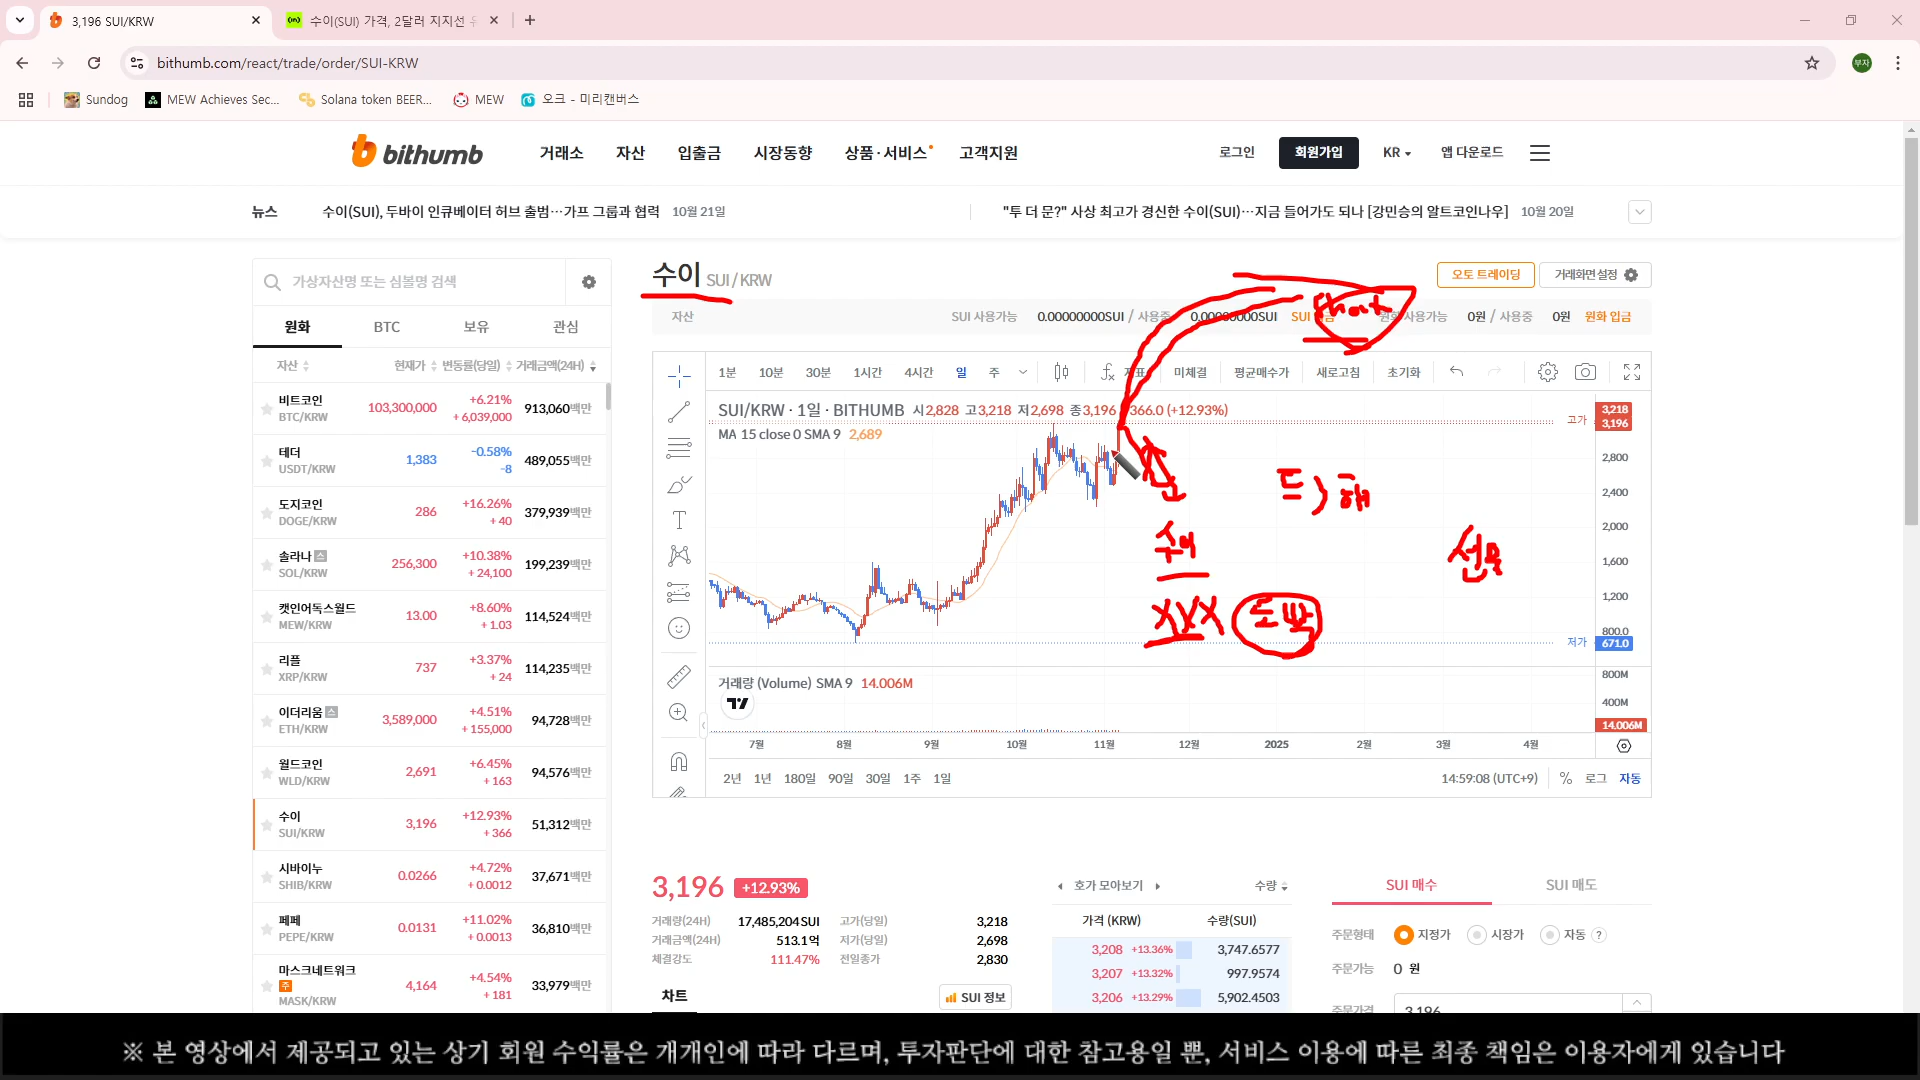 3,196 SUI/KRW
수이(SUI) 가격, 2달러 지지선
bithumb.com/react/trade/order/SUI-KRW
부자
Sundog
MEW Achieves Sec...
Solana token BEER...
MEW
오크 - 미리캔버스
bithumb
거래소 자산 입출금 시장동향 상품·서비스 고객지원
로그인 회원가입 KR 앱 다운로드
뉴스 수이(SUI), 두바이 인큐베이터 허브 출범…가프 그룹과 협력 10월 21일
"투 더 문?" 사상 최고가 경신한 수이(SUI)…지금 들어가도 되나 [강민승의 알트코인나우] 10월 20일
가상자산명 또는 심볼명 검색
원화 BTC 보유 관심
자산 현재가 변동률(당일) 거래금액(24H)
비트코인 103,300,000 +6.21% 913,060백만
BTC/KRW + 6,039,000
테더 1,383 -0.58% 489,055백만
USDT/KRW -8
도지코인 286 +16.26% 379,939백만
DOGE/KRW + 40
솔라나 스 256,300 +10.38% 199,239백만
SOL/KRW + 24,100
캣인어독스월드 13.00 +8.60% 114,524백만
MEW/KRW + 1.03
리플 737 +3.37% 114,235백만
XRP/KRW + 24
이더리움 스 3,589,000 +4.51% 94,728백만
ETH/KRW + 155,000
월드코인 2,691 +6.45% 94,576백만
WLD/KRW + 163
수이 3,196 +12.93% 51,312백만
SUI/KRW + 366
시바이누 0.0266 +4.72% 37,671백만
SHIB/KRW + 0.0012
페페 0.0131 +11.02% 36,810백만
PEPE/KRW + 0.0013
마스크네트워크 4,164 +4.54% 33,979백만
주
MASK/KRW + 181
수이 SUI/KRW
오토 트레이딩 거래화면 설정
자산 SUI 사용가능 0.00000000SUI / 사용중 0.00000000SUI SUI 사용가능 0원 / 사용중 0원 원화 입금
1분 10분 30분 1시간 4시간 일 주 지표 미체결 평균매수가 새로고침 초기화
SUI/KRW · 1일 · BITHUMB 시2,828 고3,218 저2,698 종3,196 366.0 (+12.93%)
MA 15 close 0 SMA 9 2,689
고가 3,218
3,196
2,800
2,400
2,000
1,600
1,200
800.0
저가 671.0
수이
XXX 도박
선물
거래량 (Volume) SMA 9 14.006M
800M
400M
14.006M
7월 8월 9월 10월 11월 12월 2025 2월 3월 4월
2년 1년 180일 90일 30일 1주 1일
14:59:08 (UTC+9) % 로그 자동
3,196 +12.93%
거래량(24H) 17,485,204 SUI 고가(당일) 3,218
거래금액(24H) 513.1억 저가(당일) 2,698
체결강도 111.47% 전일종가 2,830
차트 SUI 정보
호가 모아보기 수량
가격 (KRW) 수량(SUI)
3,208 +13.36% 3,747.6577
3,207 +13.32% 997.9574
3,206 +13.29% 5,902.4503
SUI 매수 SUI 매도
주문형태 지정가 시장가 자동 ?
주문가능 0 원
주문가격 3,196
※ 본 영상에서 제공되고 있는 상기 회원 수익률은 개개인에 따라 다르며, 투자판단에 대한 참고용일 뿐, 서비스 이용에 따른 최종 책임은 이용자에게 있습니다